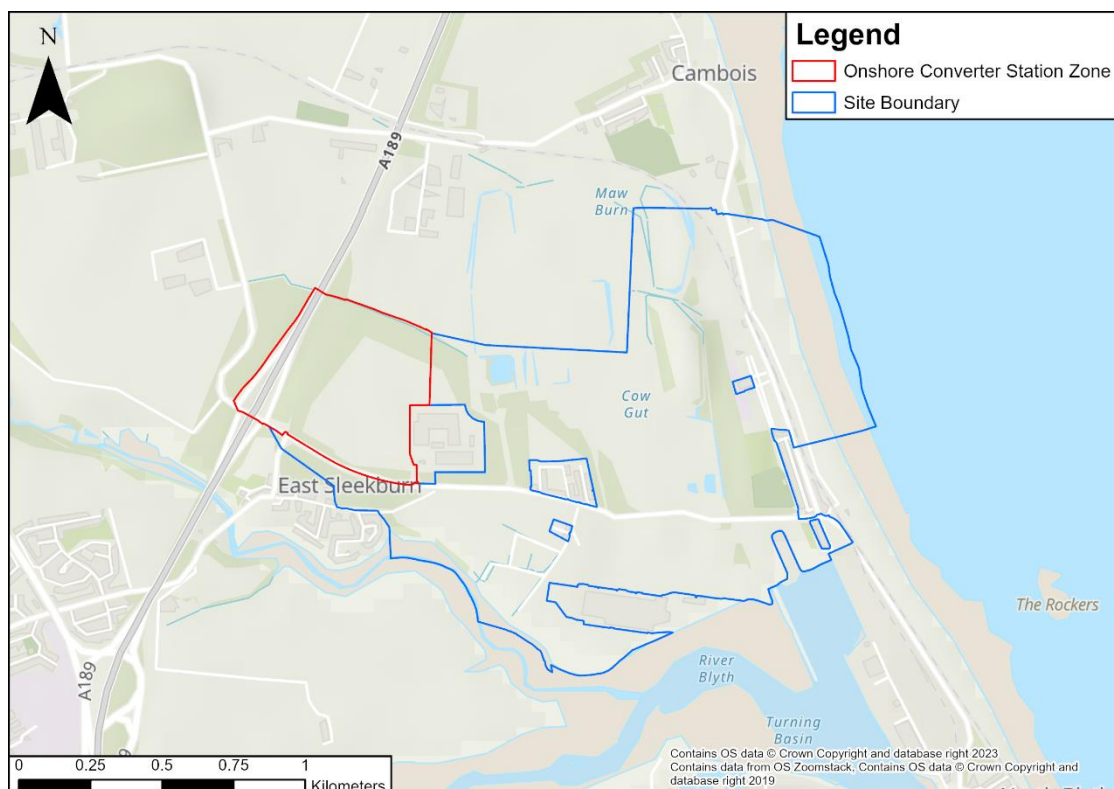 N
Legend
Onshore Converter Station Zone
Site Boundary
Cambois
A189
Maw
Burn
Cow
Gut
East Sleekburn
The Rockers
River
Blyth
A189
Turning
Basin
0 0.25 0.5 0.75 1
Kilometers
Contains OS data © Crown Copyright and database right 2023
Contains data from OS Zoomstack, Contains OS data © Crown Copyright and
database right 2019